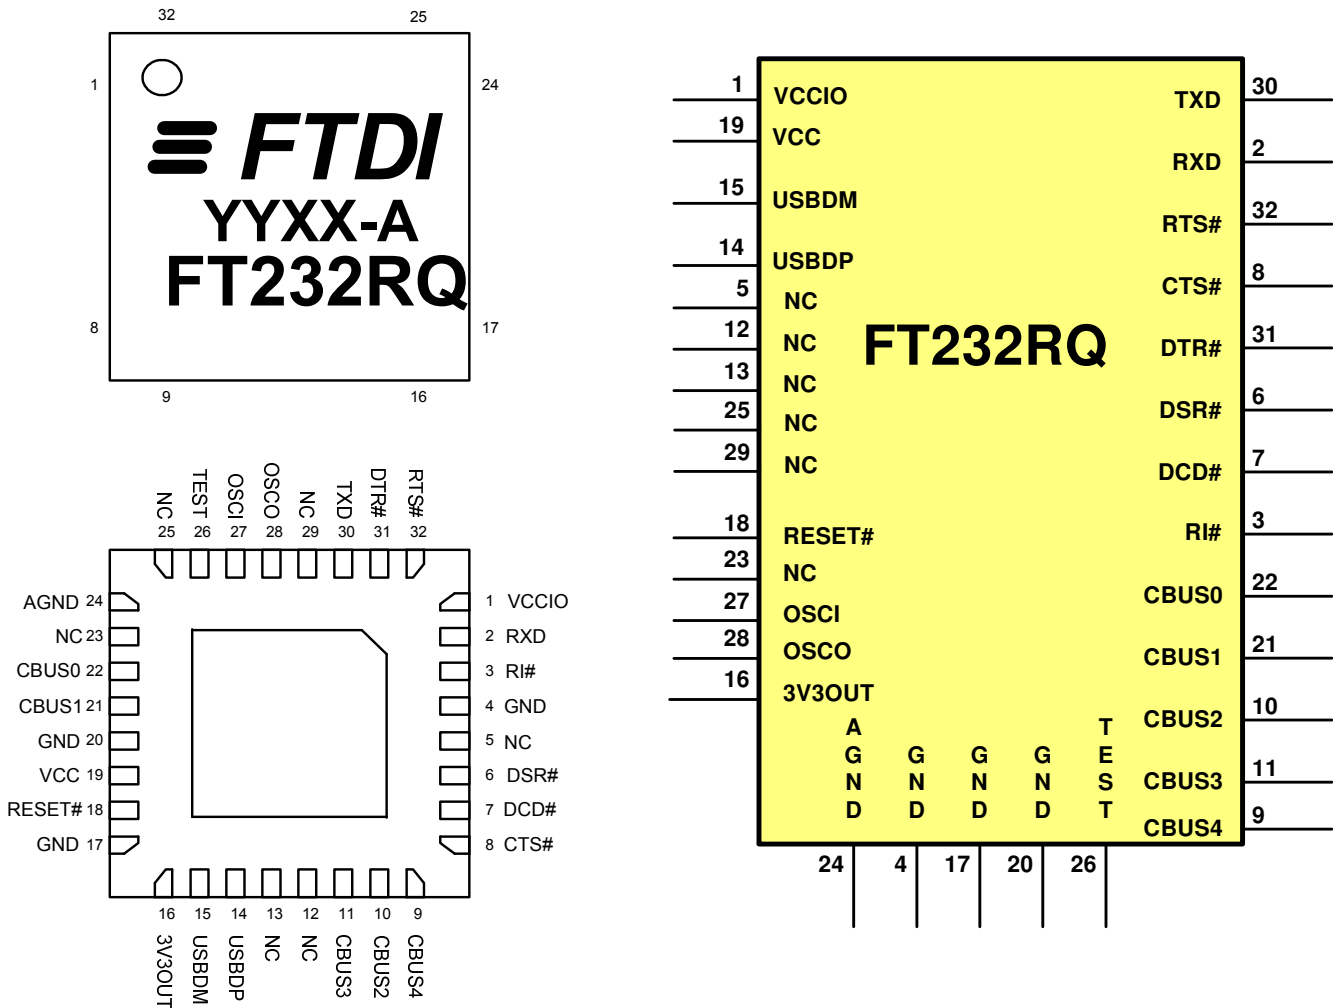 32 25
1 24
FTDI
YYXX-A
FT232RQ
8 17
9 16
NC TEST OSCI OSCO NC TXD DTR# RTS#
25 26 27 28 29 30 31 32
AGND 24
NC 23
CBUS0 22
CBUS1 21
GND 20
VCC 19
RESET# 18
GND 17
1 VCCIO
2 RXD
3 RI#
4 GND
5 NC
6 DSR#
7 DCD#
8 CTS#
16 15 14 13 12 11 10 9
3V3OUT USBDM USBDP NC NC CBUS3 CBUS2 CBUS4
1 VCCIO
19 VCC
15 USBDM
14 USBDP
5 NC
12 NC
13 NC
25 NC
29 NC
18 RESET#
23 NC
27 OSCI
28 OSCO
16 3V3OUT
FT232RQ
TXD 30
RXD 2
RTS# 32
CTS# 8
DTR# 31
DSR# 6
DCD# 7
RI# 3
CBUS0 22
CBUS1 21
CBUS2 10
CBUS3 11
CBUS4 9
AGND GND GND GND TEST
24 4 17 20 26